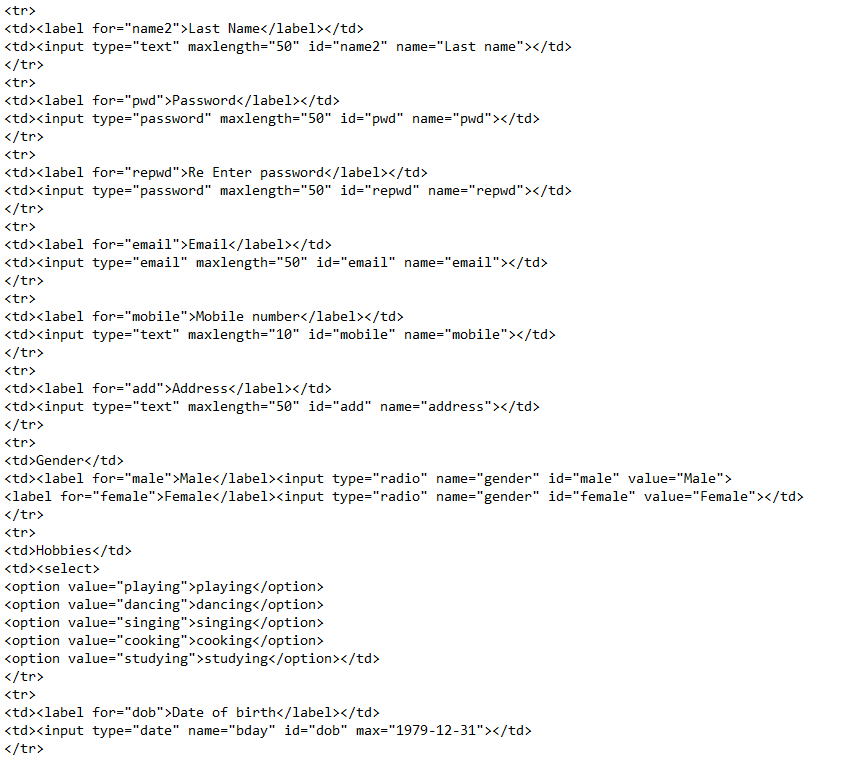 <tr>
<td><label for="name2">Last Name</label></td>
<td><input type="text" maxlength="50" id="name2" name="Last name"></td>
</tr>
<tr>
<td><label for="pwd">Password</label></td>
<td><input type="password" maxlength="50" id="pwd" name="pwd"></td>
</tr>
<tr>
<td><label for="repwd">Re Enter password</label></td>
<td><input type="password" maxlength="50" id="repwd" name="repwd"></td>
</tr>
<tr>
<td><label for="email">Email</label></td>
<td><input type="email" maxlength="50" id="email" name="email"></td>
</tr>
<tr>
<td><label for="mobile">Mobile number</label></td>
<td><input type="text" maxlength="10" id="mobile" name="mobile"></td>
</tr>
<tr>
<td><label for="add">Address</label></td>
<td><input type="text" maxlength="50" id="add" name="address"></td>
</tr>
<tr>
<td>Gender</td>
<td><label for="male">Male</label><input type="radio" name="gender" id="male" value="Male">
<label for="female">Female</label><input type="radio" name="gender" id="female" value="Female"></td>
</tr>
<tr>
<td>Hobbies</td>
<td><select>
<option value="playing">playing</option>
<option value="dancing">dancing</option>
<option value="singing">singing</option>
<option value="cooking">cooking</option>
<option value="studying">studying</option></td>
</tr>
<tr>
<td><label for="dob">Date of birth</label></td>
<td><input type="date" name="bday" id="dob" max="1979-12-31"></td>
</tr>